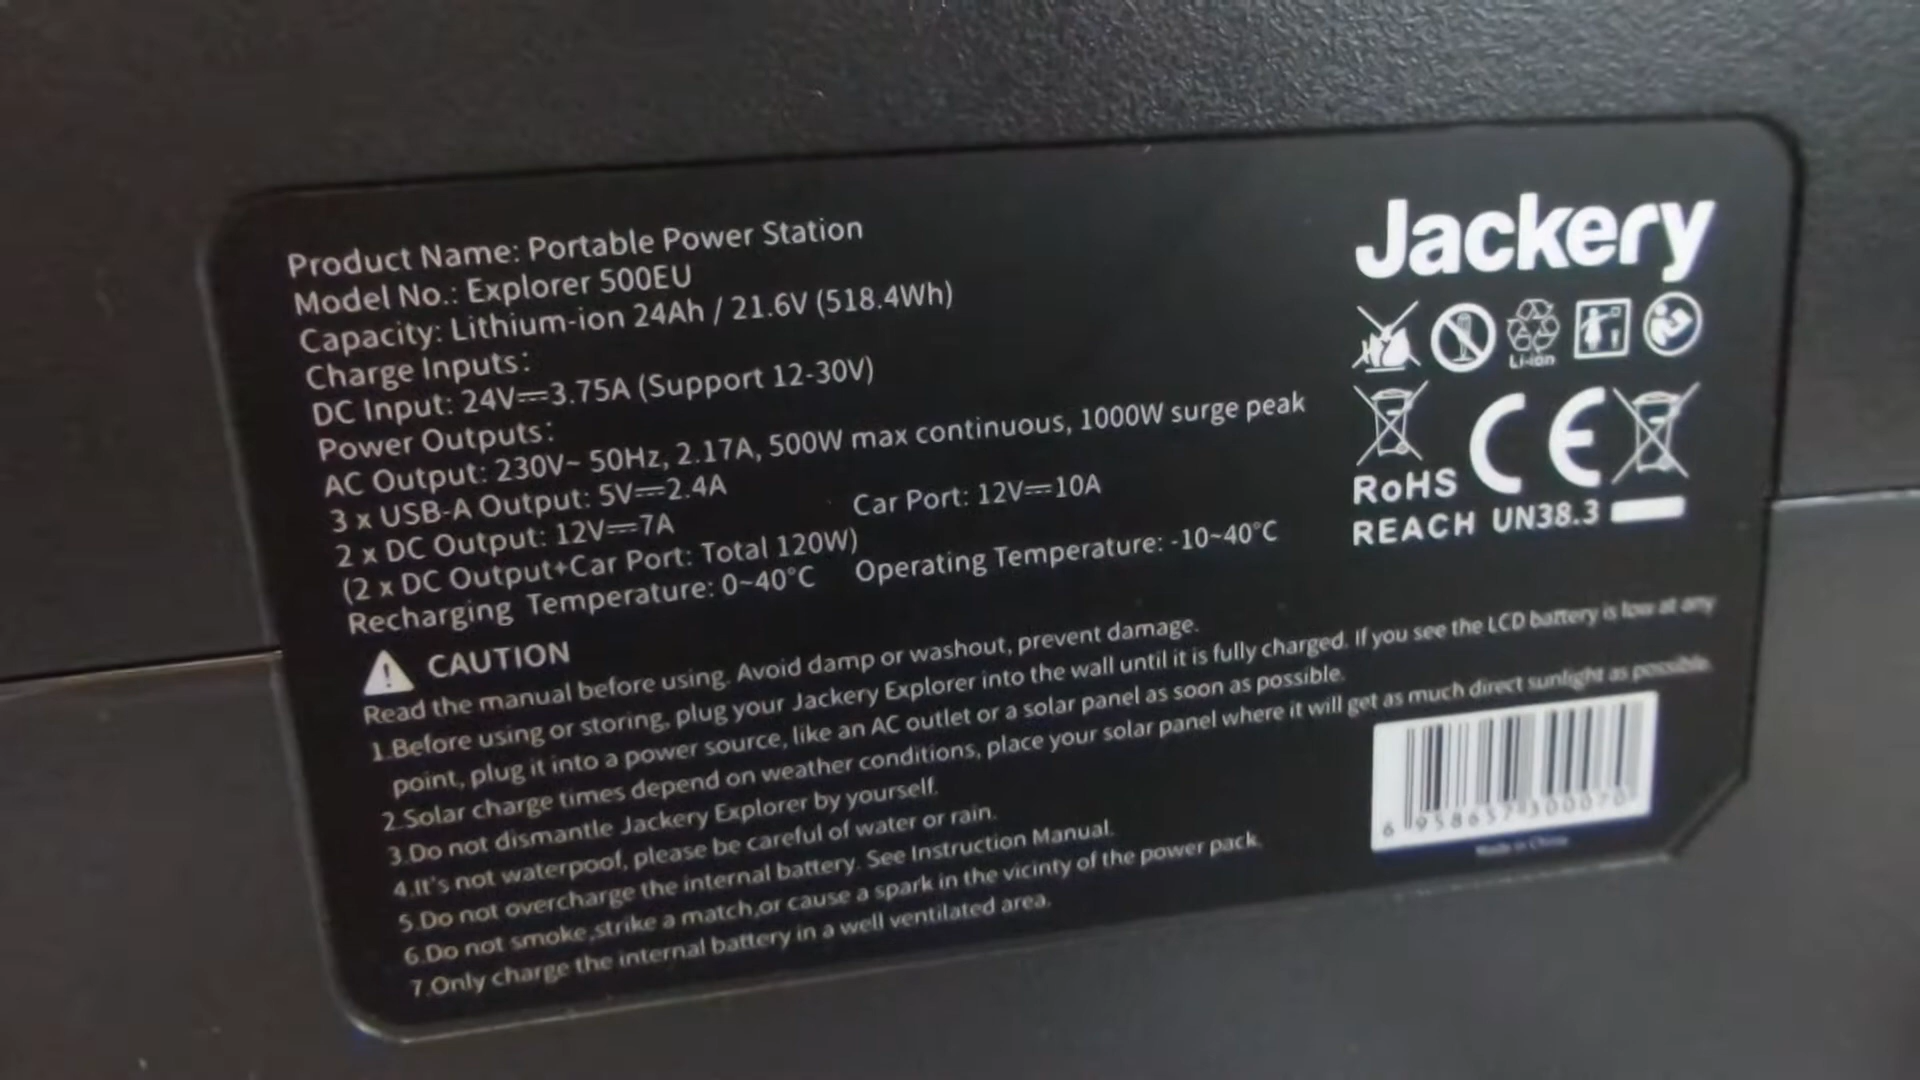 Product Name: Portable Power Station
Model No.: Explorer 500EU
Capacity: Lithium-ion 24Ah / 21.6V (518.4Wh)
Charge Inputs:
DC Input: 24V⎓3.75A (Support 12-30V)
Power Outputs:
AC Output: 230V~ 50Hz, 2.17A, 500W max continuous, 1000W surge peak
3 x USB-A Output: 5V⎓2.4A
Car Port: 12V⎓10A
2 x DC Output: 12V⎓7A
(2 x DC Output+Car Port: Total 120W)
Recharging Temperature: 0~40°C
Operating Temperature: -10~40°C
Jackery
Li-ion
CE
RoHS
REACH UN38.3
CAUTION
Read the manual before using. Avoid damp or washout, prevent damage.
1.Before using or storing, plug your Jackery Explorer into the wall until it is fully charged. If you see the LCD battery is low at any
point, plug it into a power source, like an AC outlet or a solar panel as soon as possible.
2.Solar charge times depend on weather conditions, place your solar panel where it will get as much direct sunlight as possible.
3.Do not dismantle Jackery Explorer by yourself.
4.It's not waterpoof, please be careful of water or rain.
5.Do not overcharge the internal battery. See Instruction Manual.
6.Do not smoke,strike a match,or cause a spark in the vicinty of the power pack.
7.Only charge the internal battery in a well ventilated area.
6 958657 300070
Made in China